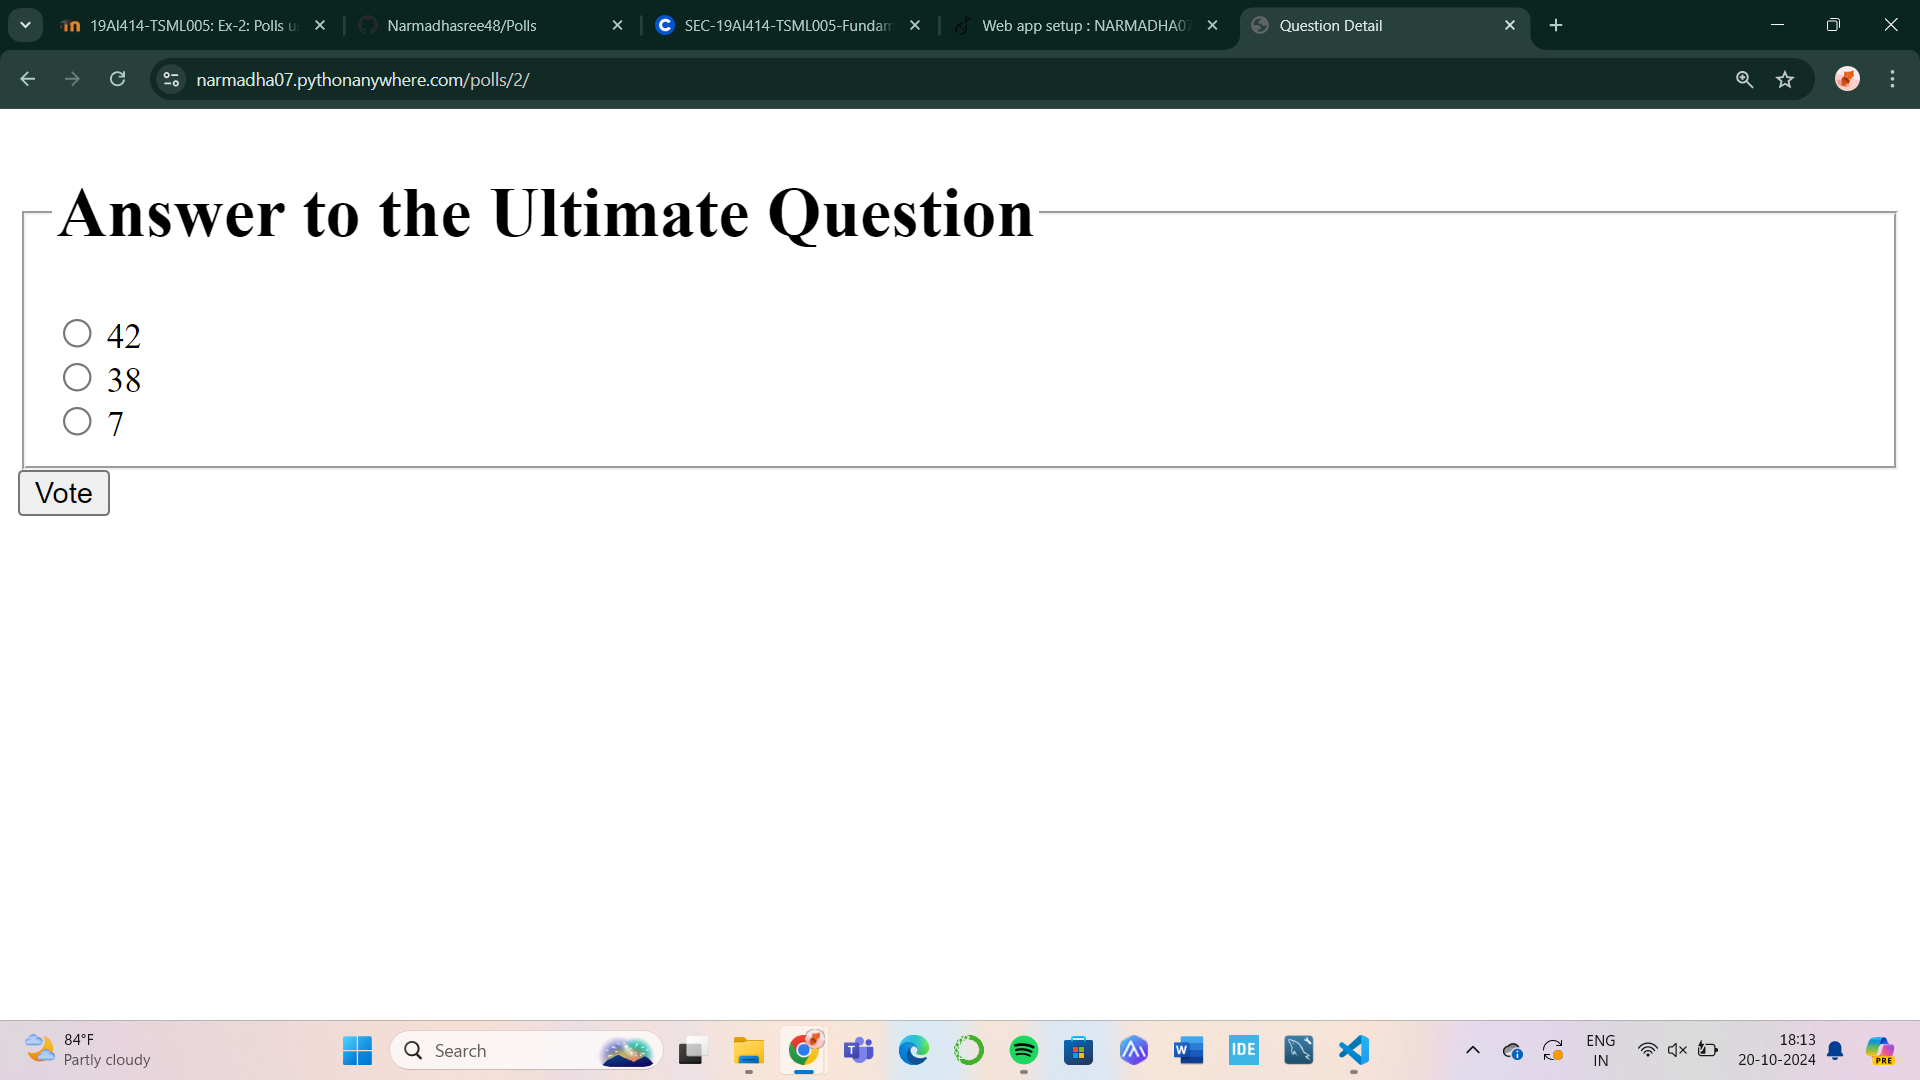 19AI414-TSML005: Ex-2: Polls u
Narmadhasree48/Polls
SEC-19AI414-TSML005-Fundam
Web app setup : NARMADHA07
Question Detail
narmadha07.pythonanywhere.com/polls/2/
Answer to the Ultimate Question
42
38
7
Vote
84°F
Partly cloudy
Search
IDE
ENG
IN
18:13
20-10-2024
PRE